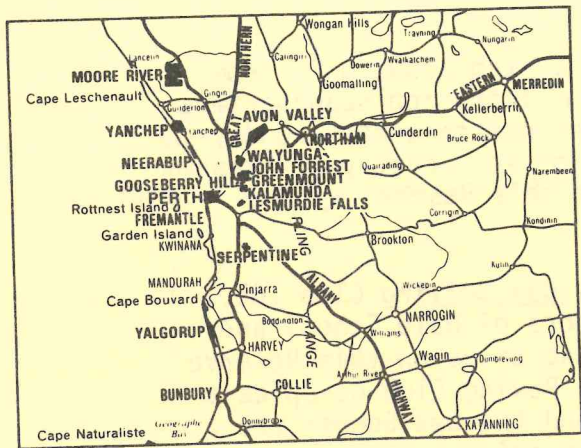 Wongan Hills
Lancelin
NORTHERN
Calingiri
Trayning
Nungarin
Dowerin
Wyalkatchem
MOORE RIVER
Goomalling
EASTERN
MERREDIN
Cape Leschenault
Gingin
Guilderton
Kellerberrin
AVON VALLEY
YANCHEP
Yanchep
GREAT
NORTHAM
Cunderdin
Bruce Rock
WALYUNGA
NEERABUP
JOHN FORREST
Quairading
Narembeen
GOOSEBERRY HILL
GREENMOUNT
KALAMUNDA
PERTH
LESMURDIE FALLS
Rottnest Island
Corrigin
FREMANTLE
Kondinin
Garden Island
LING
Brookton
KWINANA
SERPENTINE
Kulin
MANDURAH
ALBANY
Wickepin
Cape Bouvard
Pinjarra
NARROGIN
Boddington
RANGE
YALGORUP
Williams
HARVEY
Wagin
Dumbleyung
Arthur River
BUNBURY
COLLIE
HIGHWAY
Geographe
Bay
Donnybrook
KATANNING
Cape Naturaliste